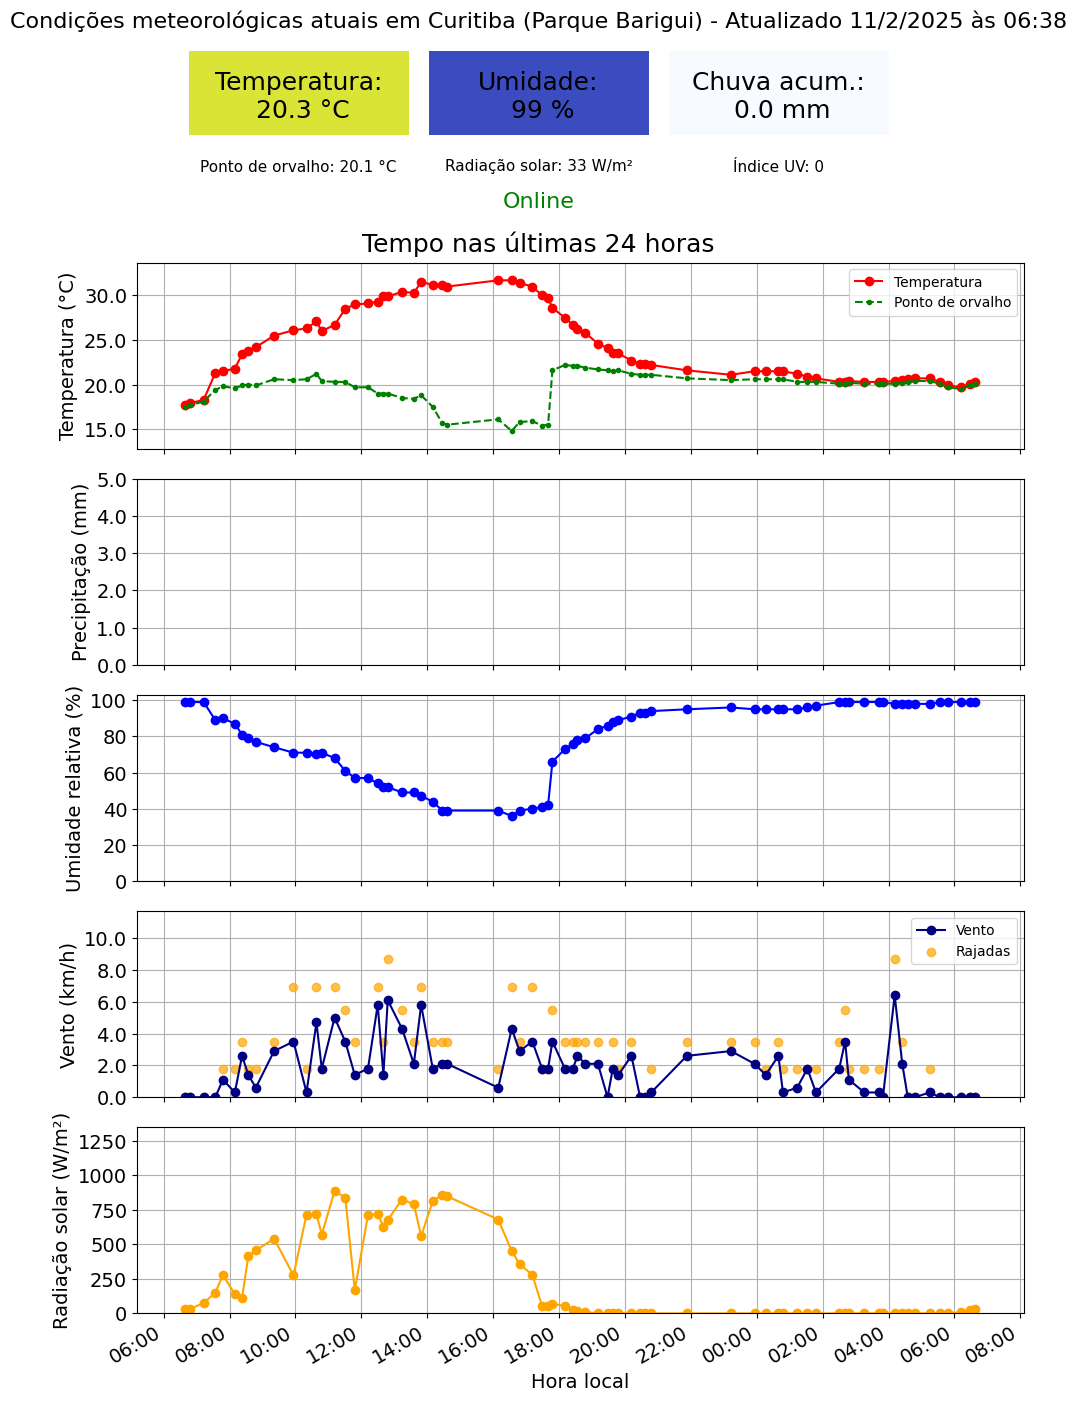 Condições meteorológicas atuais em Curitiba (Parque Barigui) - Atualizado 11/2/2025 às 06:38
Temperatura:
20.3 °C
Umidade:
99 %
Chuva acum.:
0.0 mm
Ponto de orvalho: 20.1 °C
Radiação solar: 33 W/m²
Índice UV: 0
Online
Tempo nas últimas 24 horas
Temperatura (°C)
30.0
25.0
20.0
15.0
Temperatura
Ponto de orvalho
Precipitação (mm)
5.0
4.0
3.0
2.0
1.0
0.0
Umidade relativa (%)
100
80
60
40
20
0
Vento (km/h)
10.0
8.0
6.0
4.0
2.0
0.0
Vento
Rajadas
Radiação solar (W/m²)
1250
1000
750
500
250
0
06:00
08:00
10:00
12:00
14:00
16:00
18:00
20:00
22:00
00:00
02:00
04:00
06:00
08:00
Hora local